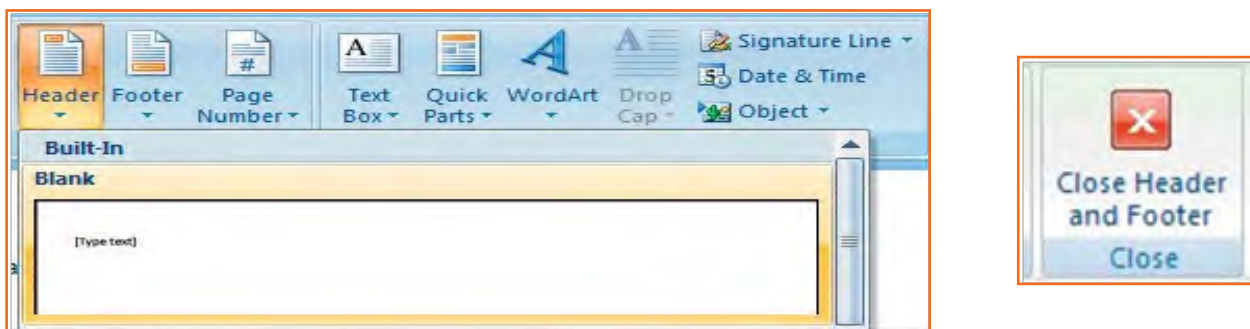 Header Footer Page Number Text Box Quick Parts WordArt Drop Cap Signature Line
Date & Time
Object
Built-In
Blank
[Type text]
Close Header
and Footer
Close